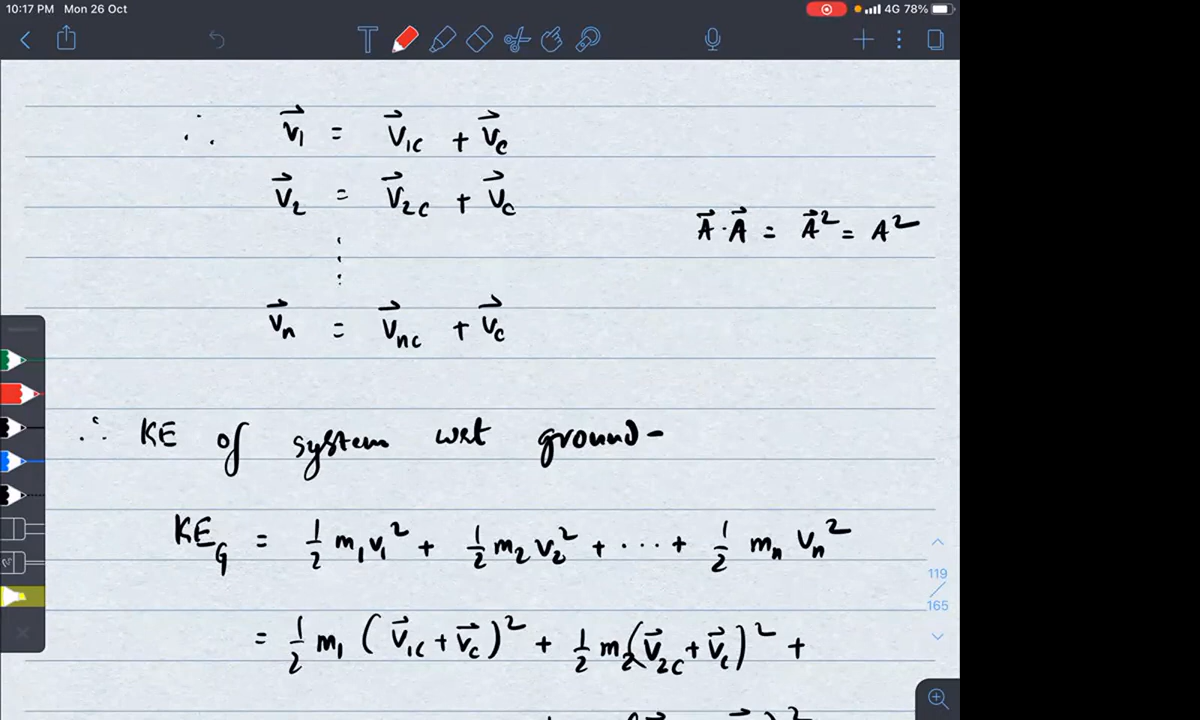 10:17 PM Mon 26 Oct
4G 78%
∴ v⃗₁ = v⃗₁c + v⃗c
v⃗₂ = v⃗₂c + v⃗c
A⃗ · A⃗ = A⃗² = A²
⋮
v⃗n = v⃗nc + v⃗c
∴ KE of system wrt ground -
KE_G = 1/2 m₁v₁² + 1/2 m₂v₂² + ... + 1/2 mₙ vₙ²
119
/
165
= 1/2 m₁ (v⃗₁c + v⃗c)² + 1/2 m₂(v⃗₂c + v⃗c)² +